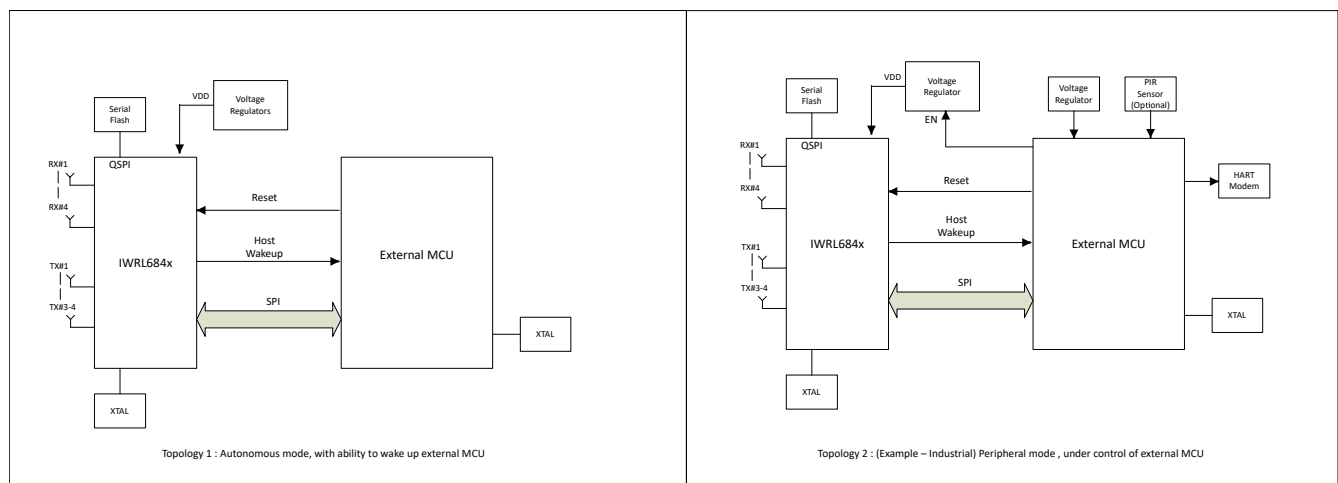 VDD
Voltage
Regulators
Serial
Flash
QSPI
RX#1
RX#4
Reset
Host
Wakeup
IWRL684x
External MCU
TX#1
TX#3-4
SPI
XTAL
XTAL
Topology 1 : Autonomous mode, with ability to wake up external MCU
VDD
Voltage
Regulator
Serial
Flash
Voltage
Regulator
PIR
Sensor
(Optional)
EN
QSPI
RX#1
RX#4
Reset
HART
Modem
Host
Wakeup
IWRL684x
External MCU
TX#1
TX#3-4
SPI
XTAL
XTAL
Topology 2 : (Example – Industrial) Peripheral mode , under control of external MCU